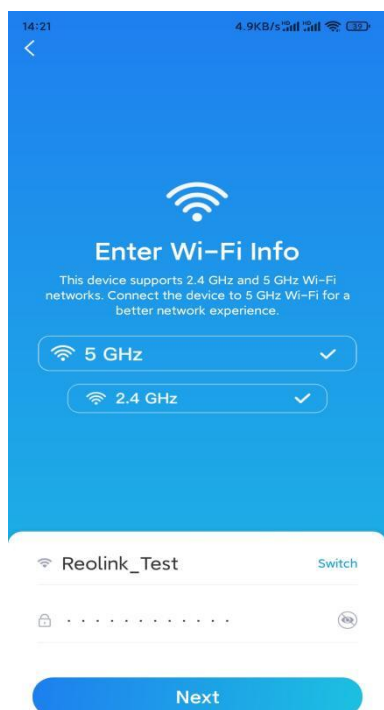 14:21 4.9KB/s HD HD 39
Enter Wi-Fi Info
This device supports 2.4 GHz and 5 GHz Wi-Fi
networks. Connect the device to 5 GHz Wi-Fi for a
better network experience.
5 GHz
2.4 GHz
Reolink_Test Switch
Next